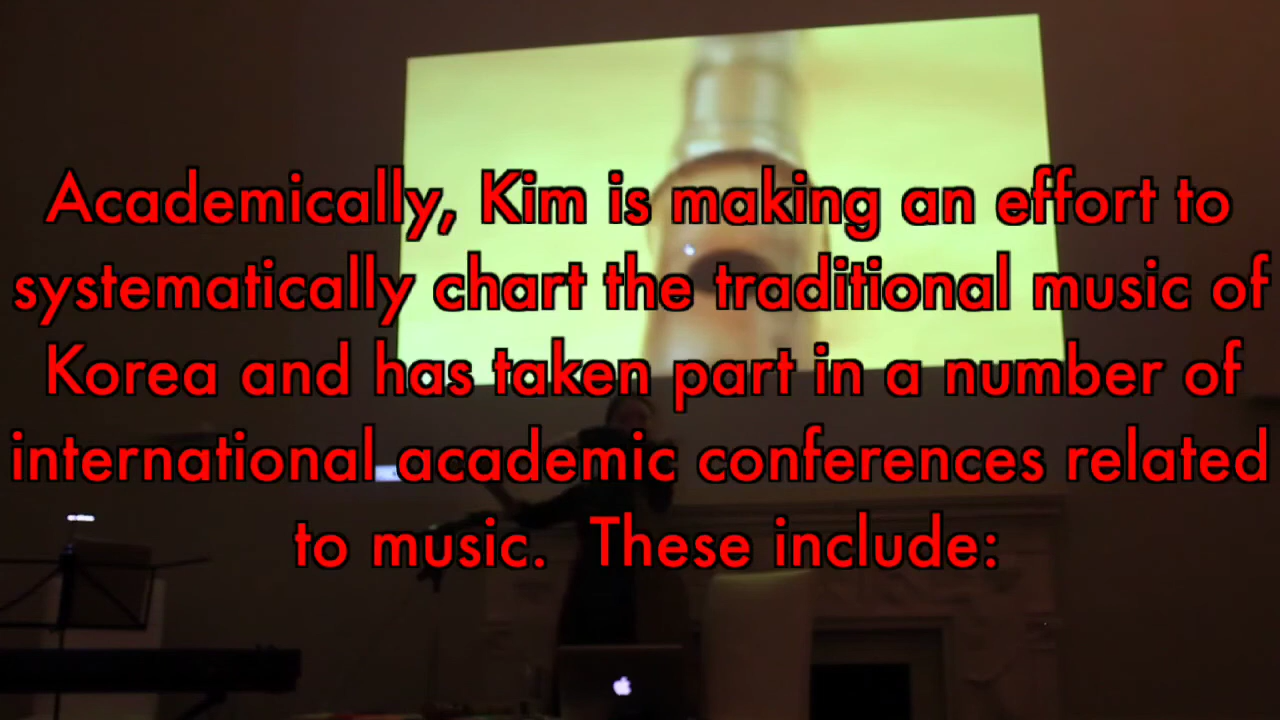 Academically, Kim is making an effort to
systematically chart the traditional music of
Korea and has taken part in a number of
international academic conferences related
to music.  These include: